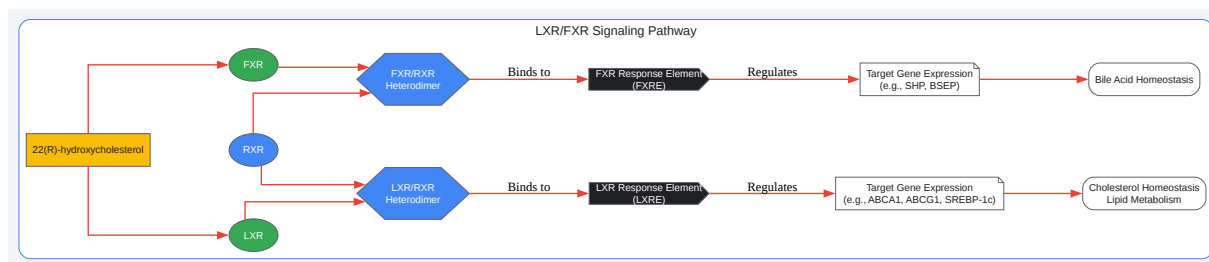 LXR/FXR Signaling Pathway
FXR
FXR/RXR
Heterodimer
Binds to
FXR Response Element
(FXRE)
Regulates
Target Gene Expression
(e.g., SHP, BSEP)
Bile Acid Homeostasis
22(R)-hydroxycholesterol
RXR
LXR/RXR
Heterodimer
Binds to
LXR Response Element
(LXRE)
Regulates
Target Gene Expression
(e.g., ABCA1, ABCG1, SREBP-1c)
Cholesterol Homeostasis
Lipid Metabolism
LXR